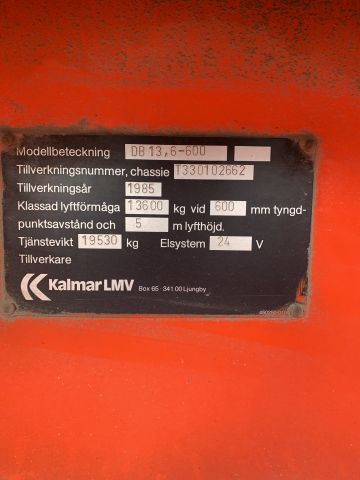 Modellbeteckning DB 13,6-600
Tillverkningsnummer, chassie T330102662
Tillverkningsår 1985
Klassad lyftförmåga 13600 kg vid 600 mm tyngd-
punktsavstånd och 5 m lyfthöjd.
Tjänstevikt 19530 kg Elsystem 24 V
Tillverkare
Kalmar LMV Box 65 · 341 00 Ljungby